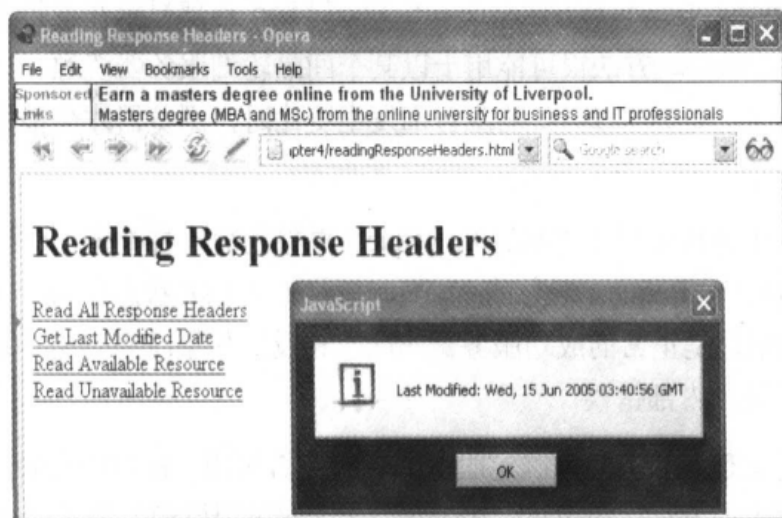 Reading Response Headers - Opera
File Edit View Bookmarks Tools Help
Sponsored Links
Earn a masters degree online from the University of Liverpool.
Masters degree (MBA and MSc) from the online university for business and IT professionals
ipter4/readingResponseHeaders.html
Google search
Reading Response Headers
Read All Response Headers
Get Last Modified Date
Read Available Resource
Read Unavailable Resource
JavaScript
Last Modified: Wed, 15 Jun 2005 03:40:56 GMT
OK